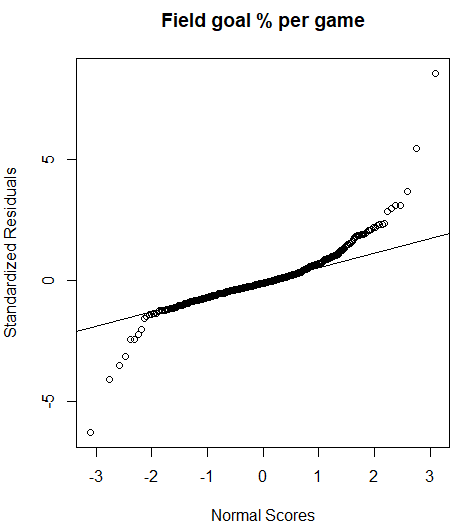 Field goal % per game
Standardized Residuals
5
0
-5
-3 -2 -1 0 1 2 3
Normal Scores